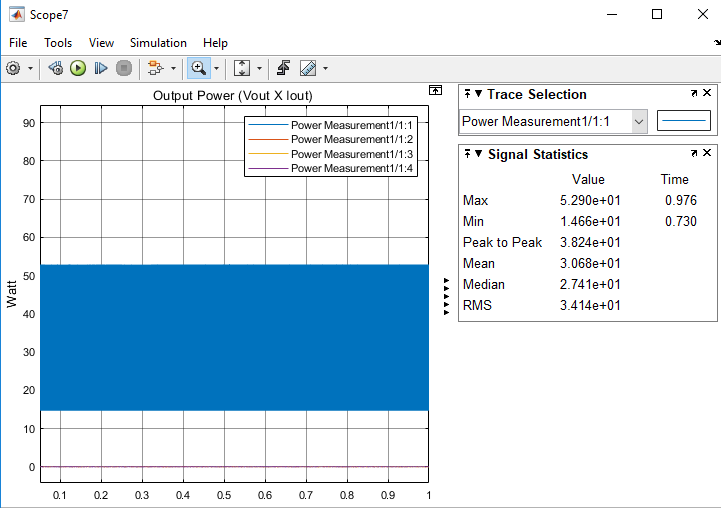 Scope7
File Tools View Simulation Help
Output Power (Vout X Iout)
Power Measurement1/1:1
Power Measurement1/1:2
Power Measurement1/1:3
Power Measurement1/1:4
Watt
90
80
70
60
50
40
30
20
10
0
0.1 0.2 0.3 0.4 0.5 0.6 0.7 0.8 0.9 1
Trace Selection
Power Measurement1/1:1
Signal Statistics
Value Time
Max 5.290e+01 0.976
Min 1.466e+01 0.730
Peak to Peak 3.824e+01
Mean 3.068e+01
Median 2.741e+01
RMS 3.414e+01